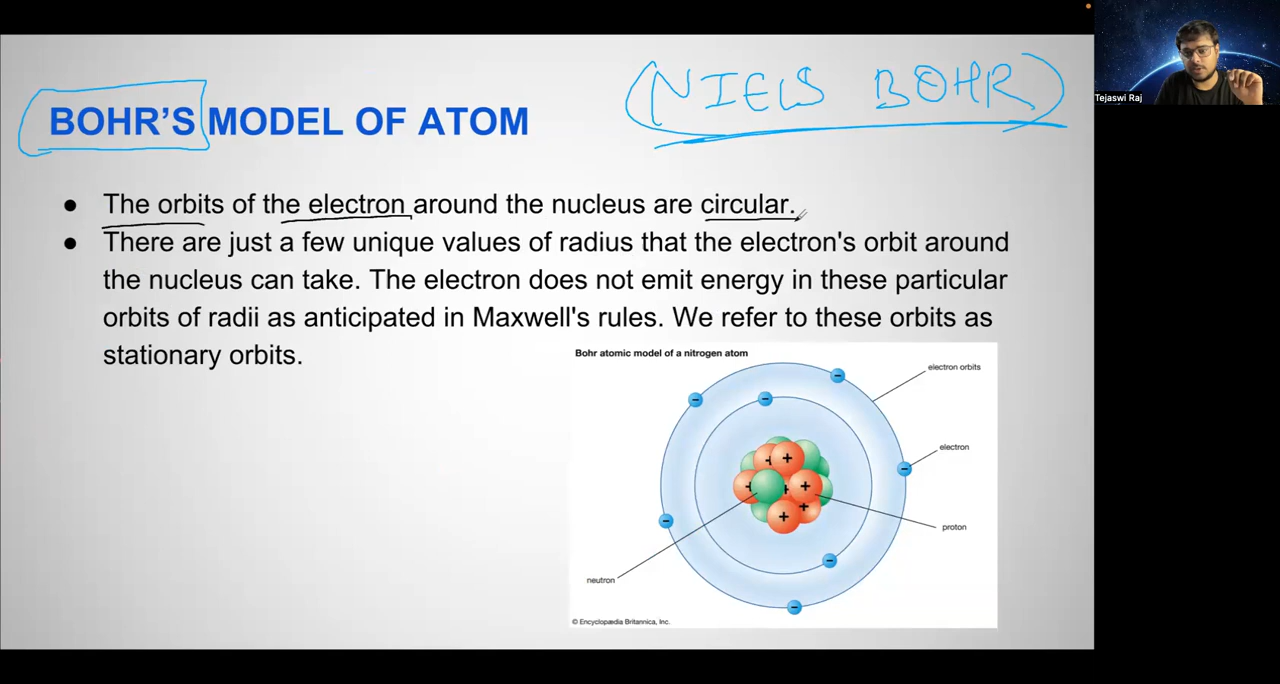 (NIELS BOHR)
BOHR'S MODEL OF ATOM
Tejaswi Raj
● The orbits of the electron around the nucleus are circular.
● There are just a few unique values of radius that the electron's orbit around
the nucleus can take. The electron does not emit energy in these particular
orbits of radii as anticipated in Maxwell's rules. We refer to these orbits as
stationary orbits.
Bohr atomic model of a nitrogen atom
electron orbits
electron
proton
neutron
© Encyclopædia Britannica, Inc.